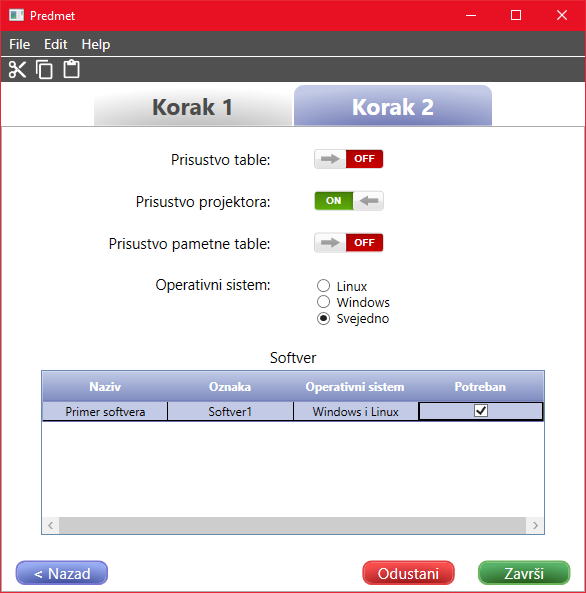 Predmet
File Edit Help
Korak 1 Korak 2
Prisustvo table: OFF
Prisustvo projektora: ON
Prisustvo pametne table: OFF
Operativni sistem: Linux
Windows
Svejedno
Softver
Naziv Oznaka Operativni sistem Potreban
Primer softvera Softver1 Windows i Linux
< Nazad Odustani Završi